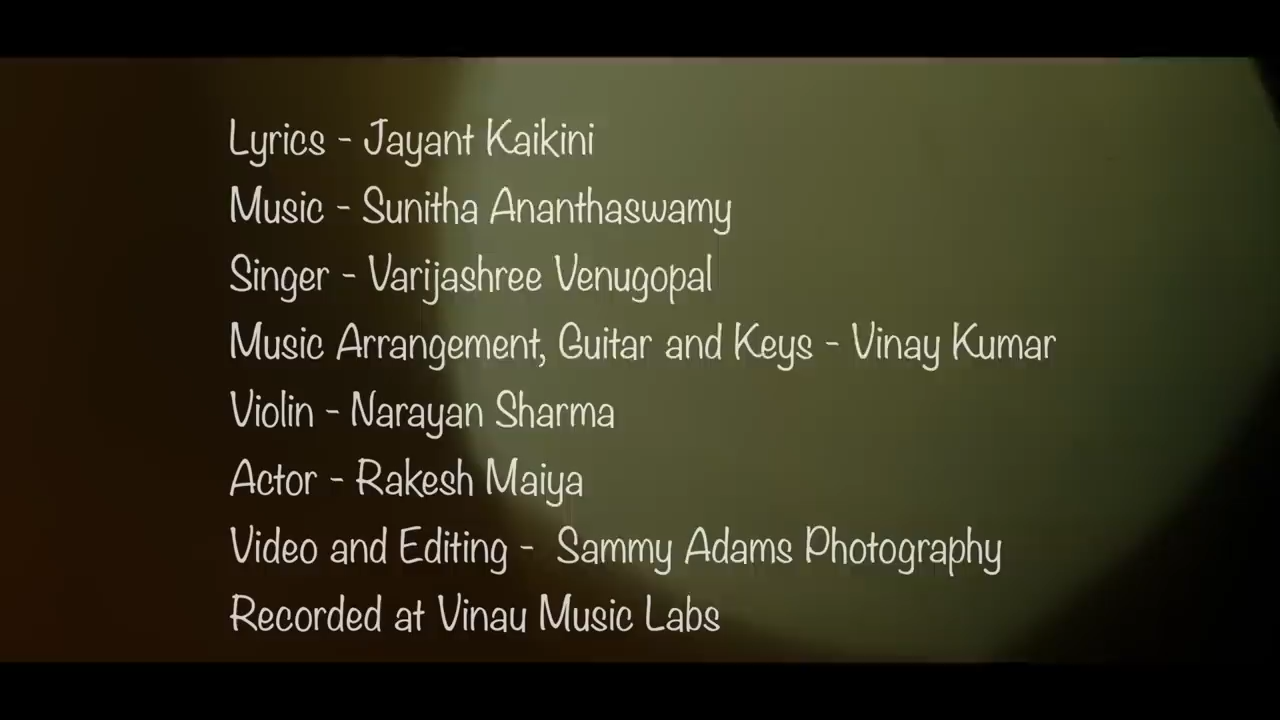 Lyrics - Jayant Kaikini
Music - Sunitha Ananthaswamy
Singer - Varijashree Venugopal
Music Arrangement, Guitar and Keys - Vinay Kumar
Violin - Narayan Sharma
Actor - Rakesh Maiya
Video and Editing - Sammy Adams Photography
Recorded at Vinau Music Labs